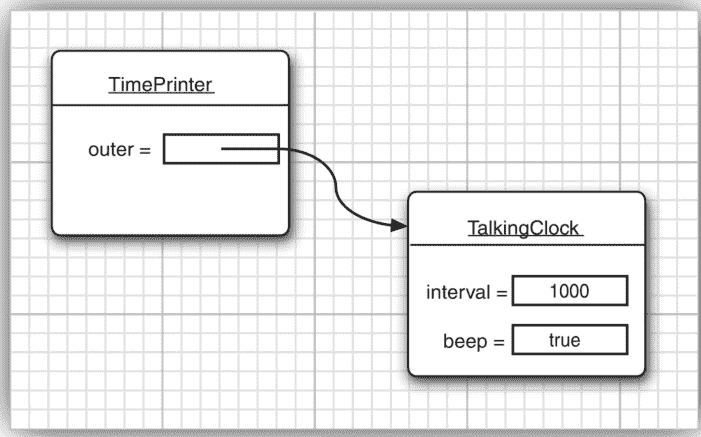 TimePrinter
outer =
TalkingClock
interval = 1000
beep = true